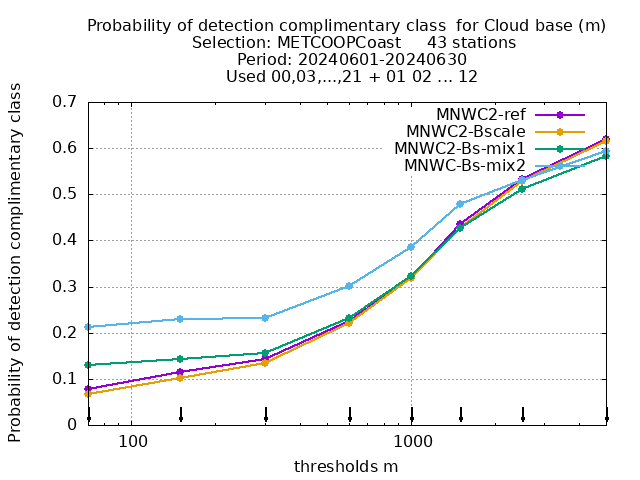 Probability of detection complimentary class  for Cloud base (m)
Selection: METCOOPCoast     43 stations
Period: 20240601-20240630
Used 00,03,...,21 + 01 02 ... 12
Probability of detection complimentary class
0.7
0.6
0.5
0.4
0.3
0.2
0.1
0
MNWC2-ref
MNWC2-Bscale
MNWC2-Bs-mix1
MNWC-Bs-mix2
100
1000
thresholds m